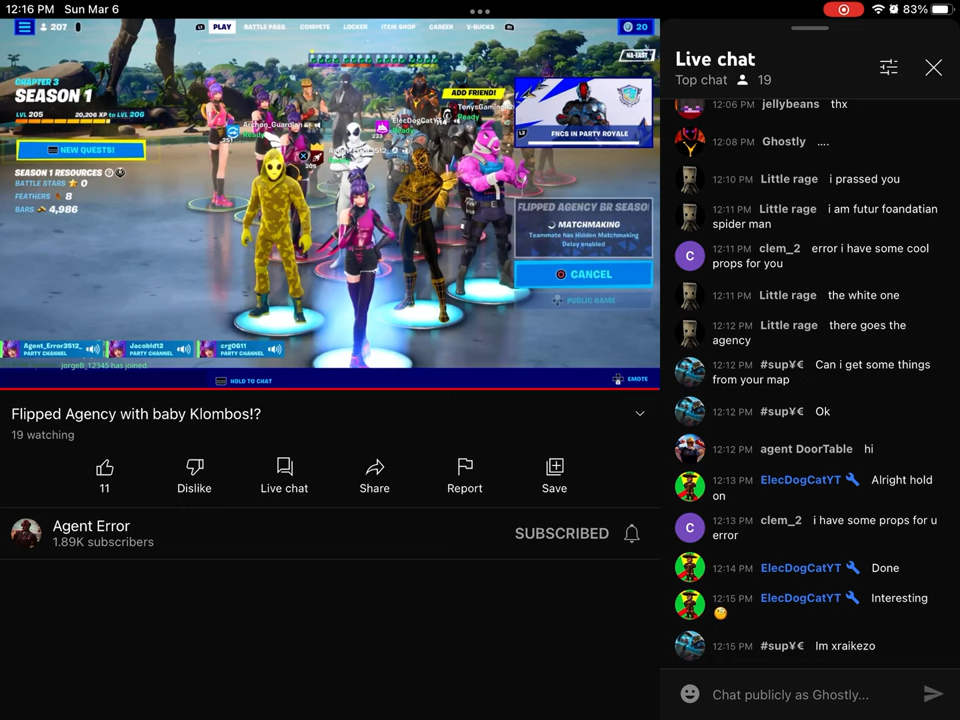 12:16 PM Sun Mar 6
83%
207
PLAY BATTLE PASS COMPETE LOCKER ITEM SHOP CAREER V-BUCKS
20
NA-EAST
CHAPTER 3
SEASON 1
LVL 205 20,206 XP to LVL 206
NEW QUESTS!
SEASON 1 RESOURCES
BATTLE STARS 0
FEATHERS 8
BARS 4,986
ADD FRIEND!
Ready
ElecDogCatYT
Ready
Ready
FNCS IN PARTY ROYALE
FLIPPED AGENCY BR SEASO
MATCHMAKING
Teammate has Hidden Matchmaking
Delay enabled
CANCEL
PUBLIC GAME
Agent_Error3512_
PARTY CHANNEL
Jacobld12
PARTY CHANNEL
crg0611
PARTY CHANNEL
JorgeB_12345 has joined.
HOLD TO CHAT
EMOTE
Flipped Agency with baby Klombos!?
19 watching
11
Dislike
Live chat
Share
Report
Save
Agent Error
1.89K subscribers
SUBSCRIBED
Live chat
Top chat 19
12:06 PM jellybeans thx
12:08 PM Ghostly ....
12:10 PM Little rage i prassed you
12:11 PM Little rage i am futur foandatian
spider man
12:11 PM clem_2 error i have some cool
props for you
12:11 PM Little rage the white one
12:12 PM Little rage there goes the
agency
12:12 PM #sup¥€ Can i get some things
from your map
12:12 PM #sup¥€ Ok
12:12 PM agent DoorTable hi
12:13 PM ElecDogCatYT Alright hold
on
12:13 PM clem_2 i have some props for u
error
12:14 PM ElecDogCatYT Done
12:15 PM ElecDogCatYT Interesting
12:15 PM #sup¥€ Im xraikezo
Chat publicly as Ghostly...